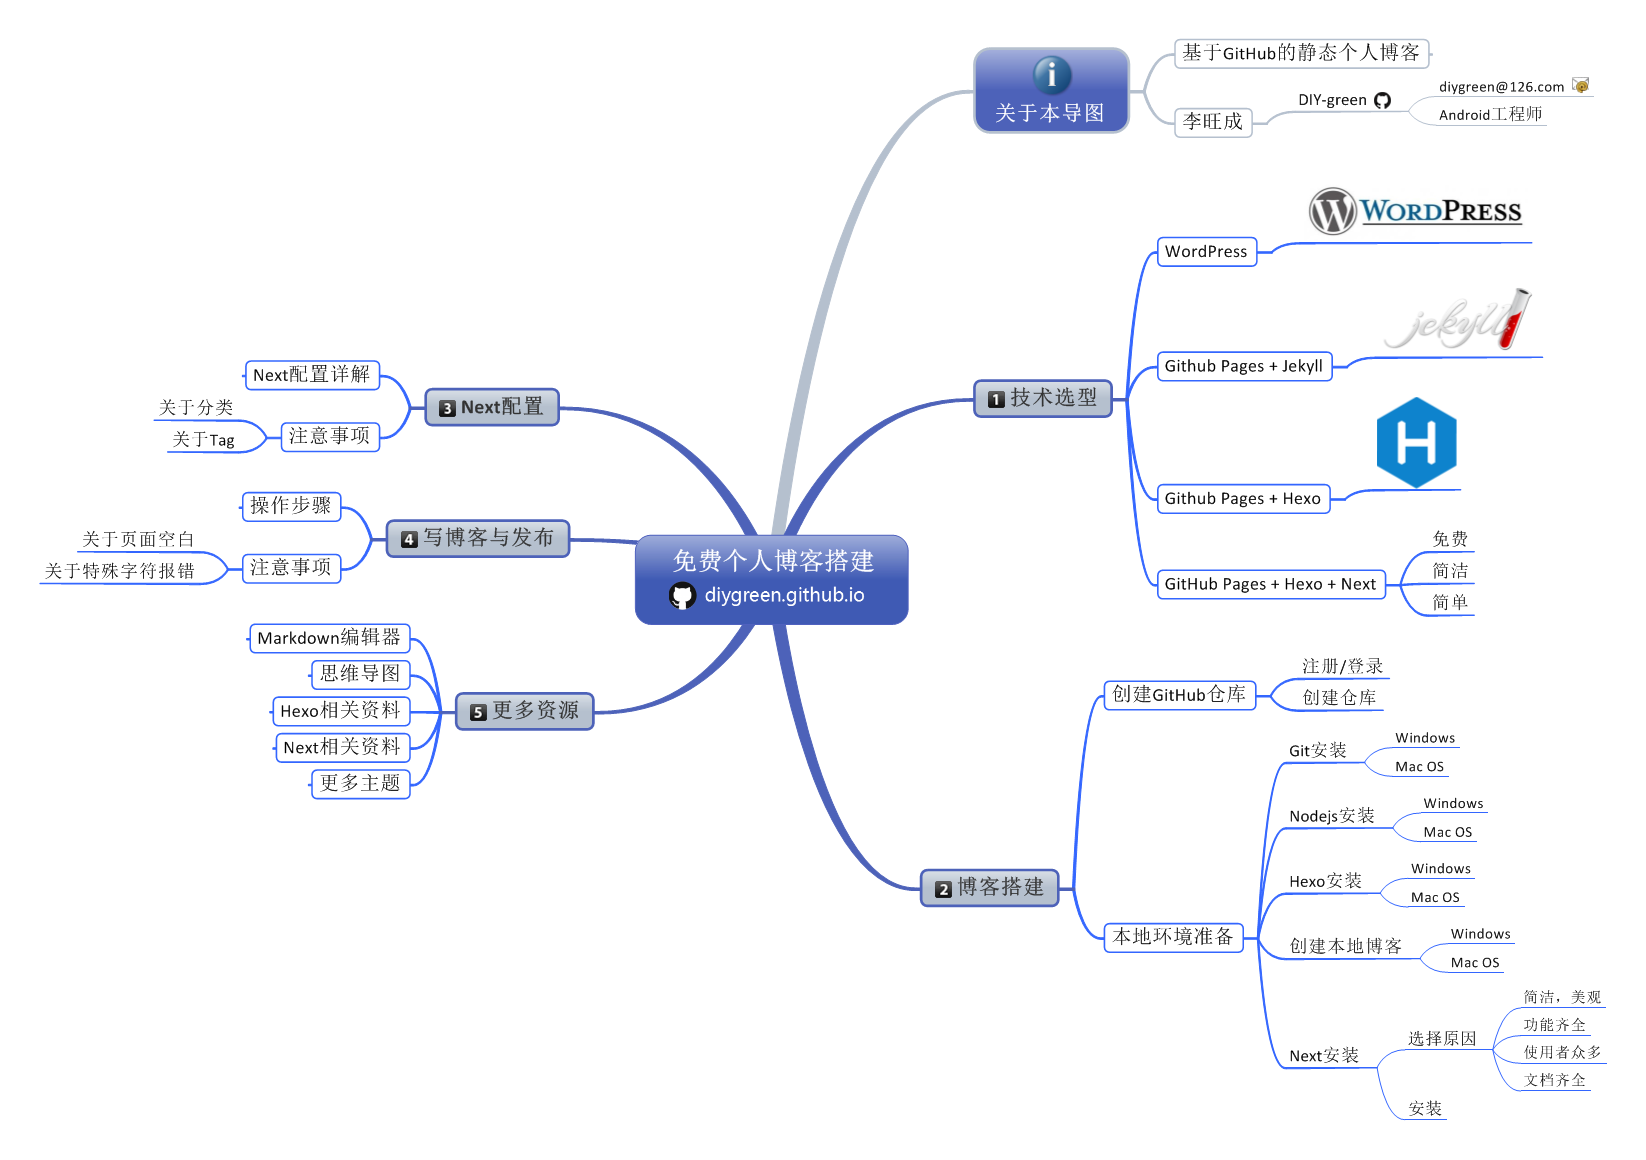 免费个人博客搭建
diygreen.github.io
i
关于本导图
基于GitHub的静态个人博客
李旺成
DIY-green
diygreen@126.com
Android工程师
1 技术选型
WordPress
WORDPRESS
Github Pages + Jekyll
jekyll
Github Pages + Hexo
H
GitHub Pages + Hexo + Next
免费
简洁
简单
2 博客搭建
创建GitHub仓库
注册/登录
创建仓库
本地环境准备
Git安装
Windows
Mac OS
Nodejs安装
Windows
Mac OS
Hexo安装
Windows
Mac OS
创建本地博客
Windows
Mac OS
Next安装
选择原因
简洁，美观
功能齐全
使用者众多
文档齐全
安装
3 Next配置
Next配置详解
注意事项
关于分类
关于Tag
4 写博客与发布
操作步骤
注意事项
关于页面空白
关于特殊字符报错
5 更多资源
Markdown编辑器
思维导图
Hexo相关资料
Next相关资料
更多主题